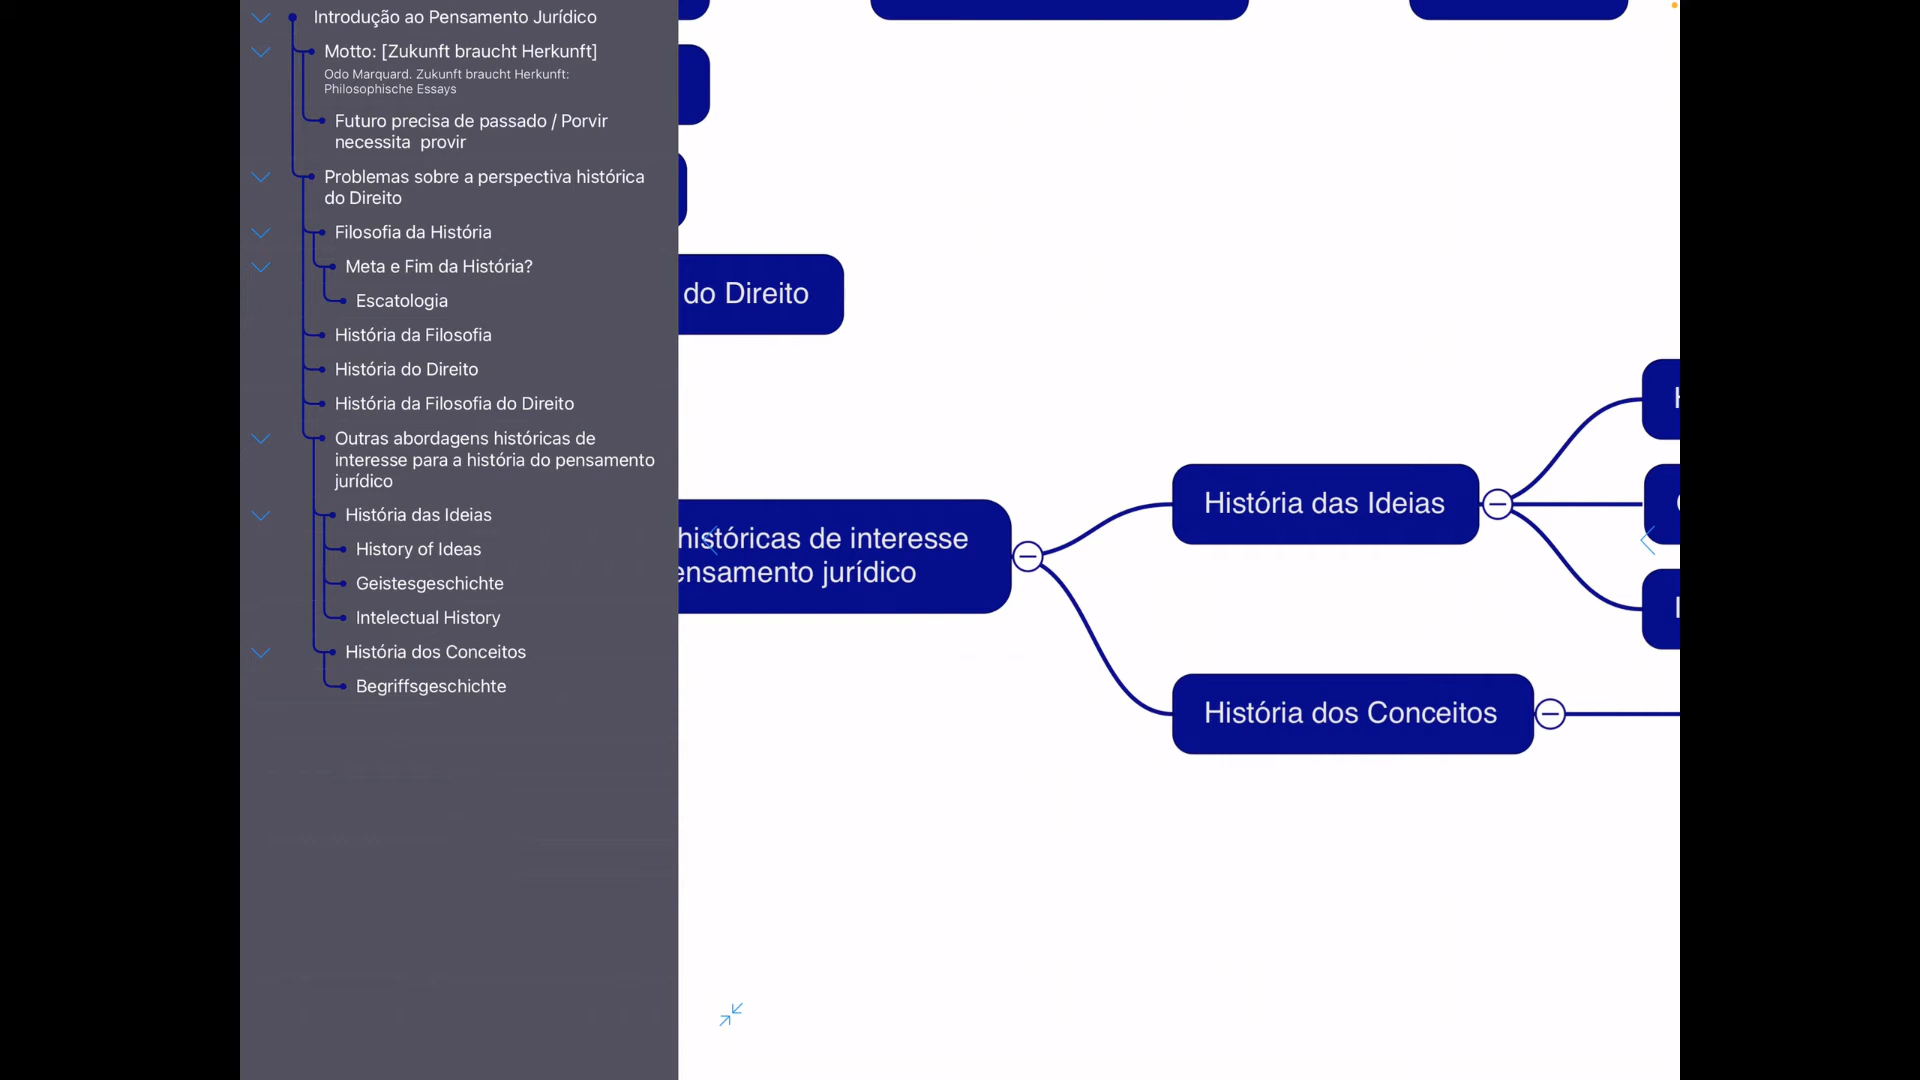 Introdução ao Pensamento Jurídico
Motto: [Zukunft braucht Herkunft]
Odo Marquard. Zukunft braucht Herkunft:
Philosophische Essays
Futuro precisa de passado / Porvir
necessita  provir
Problemas sobre a perspectiva histórica
do Direito
Filosofia da História
Meta e Fim da História?
Escatologia
História da Filosofia
História do Direito
História da Filosofia do Direito
Outras abordagens históricas de
interesse para a história do pensamento
jurídico
História das Ideias
History of Ideas
Geistesgeschichte
Intelectual History
História dos Conceitos
Begriffsgeschichte
do Direito
históricas de interesse
ensamento jurídico
História das Ideias
História dos Conceitos